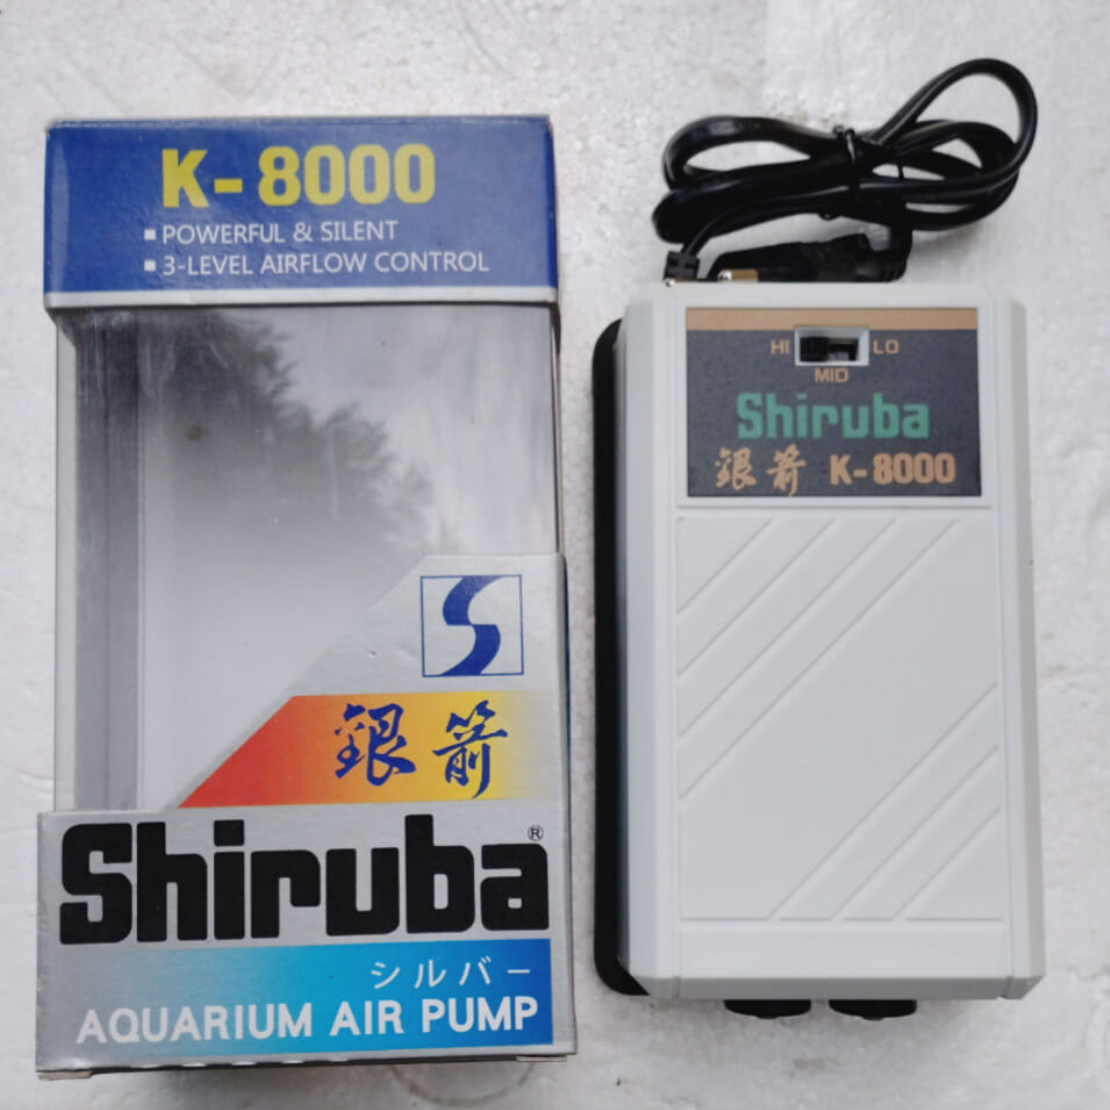 K-8000
▪ POWERFUL & SILENT
▪ 3-LEVEL AIRFLOW CONTROL
銀箭
Shiruba®
シルバー
AQUARIUM AIR PUMP
HI LO
MID
Shiruba
銀箭 K-8000